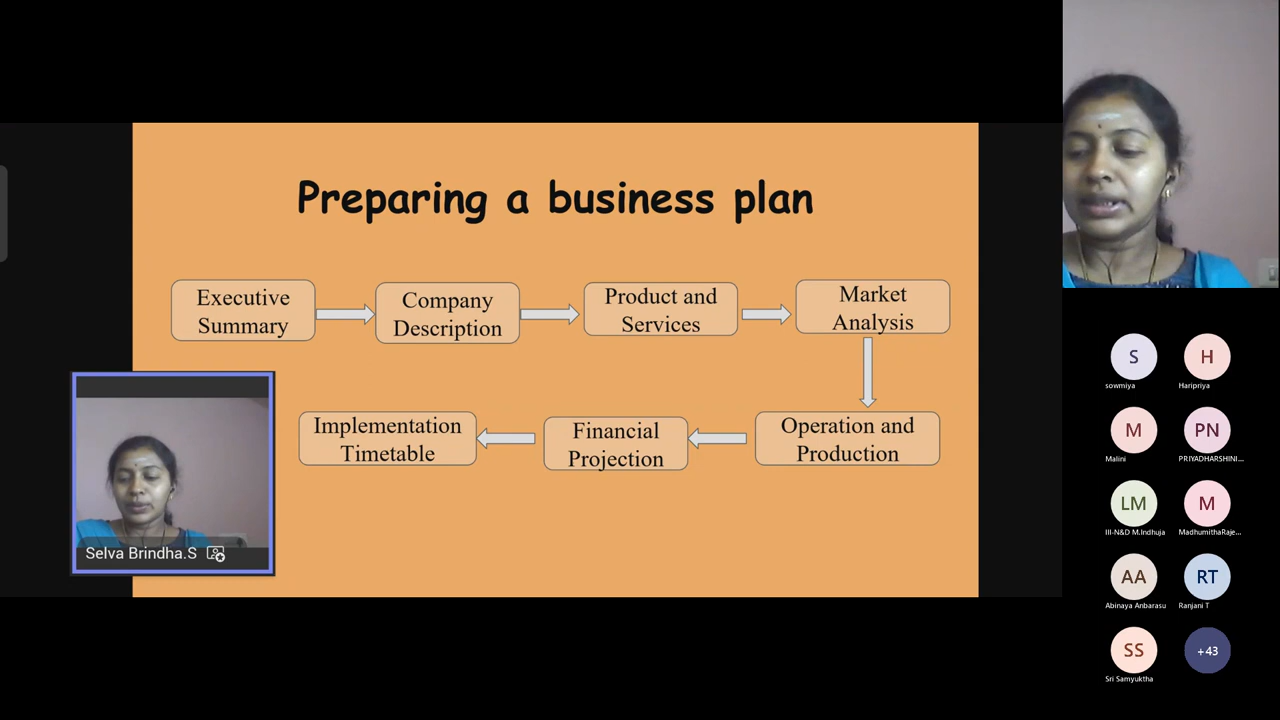 Preparing a business plan
Executive
Summary
Company
Description
Product and
Services
Market
Analysis
Implementation
Timetable
Financial
Projection
Operation and
Production
Selva Brindha.S
S
sowmiya
H
Haripriya
M
Malini
PN
PRIYADHARSHINI...
LM
III-N&D M.Indhuja
M
MadhumithaRaje...
AA
Abinaya Anbarasu
RT
Ranjani T
SS
Sri Samyuktha
+43